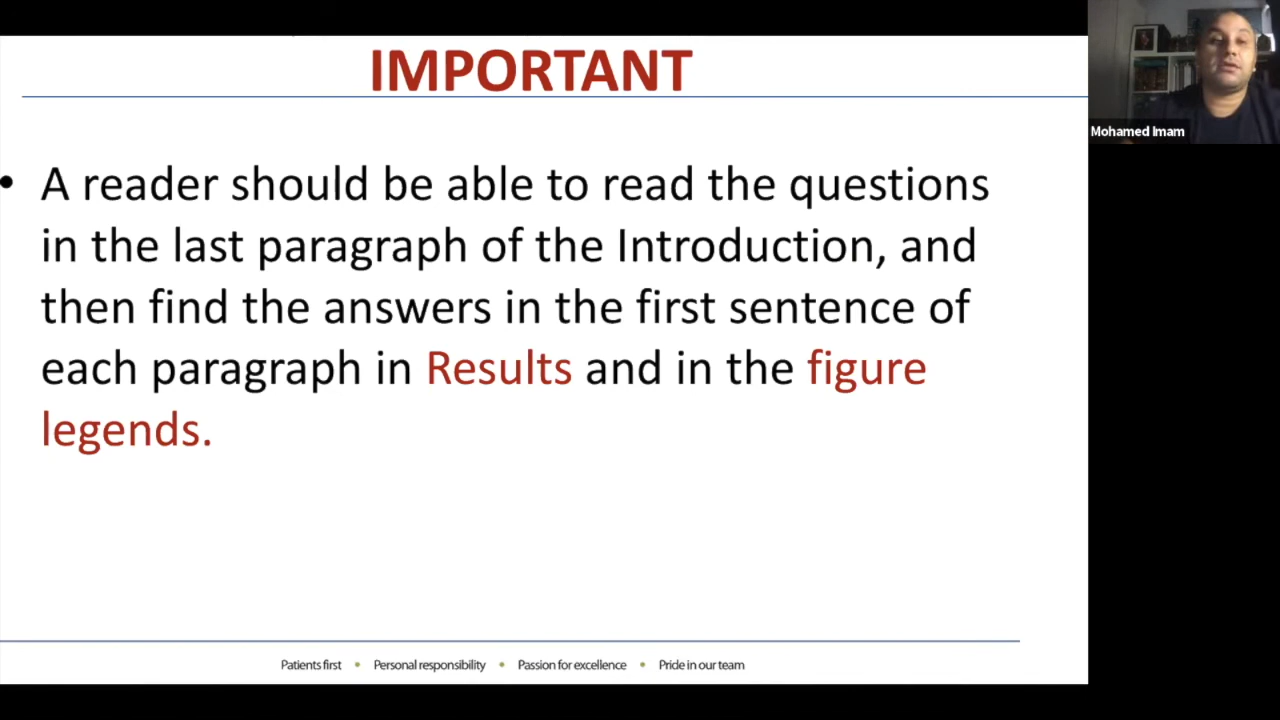 IMPORTANT
Mohamed Imam
• A reader should be able to read the questions
in the last paragraph of the Introduction, and
then find the answers in the first sentence of
each paragraph in Results and in the figure
legends.
Patients first • Personal responsibility • Passion for excellence • Pride in our team